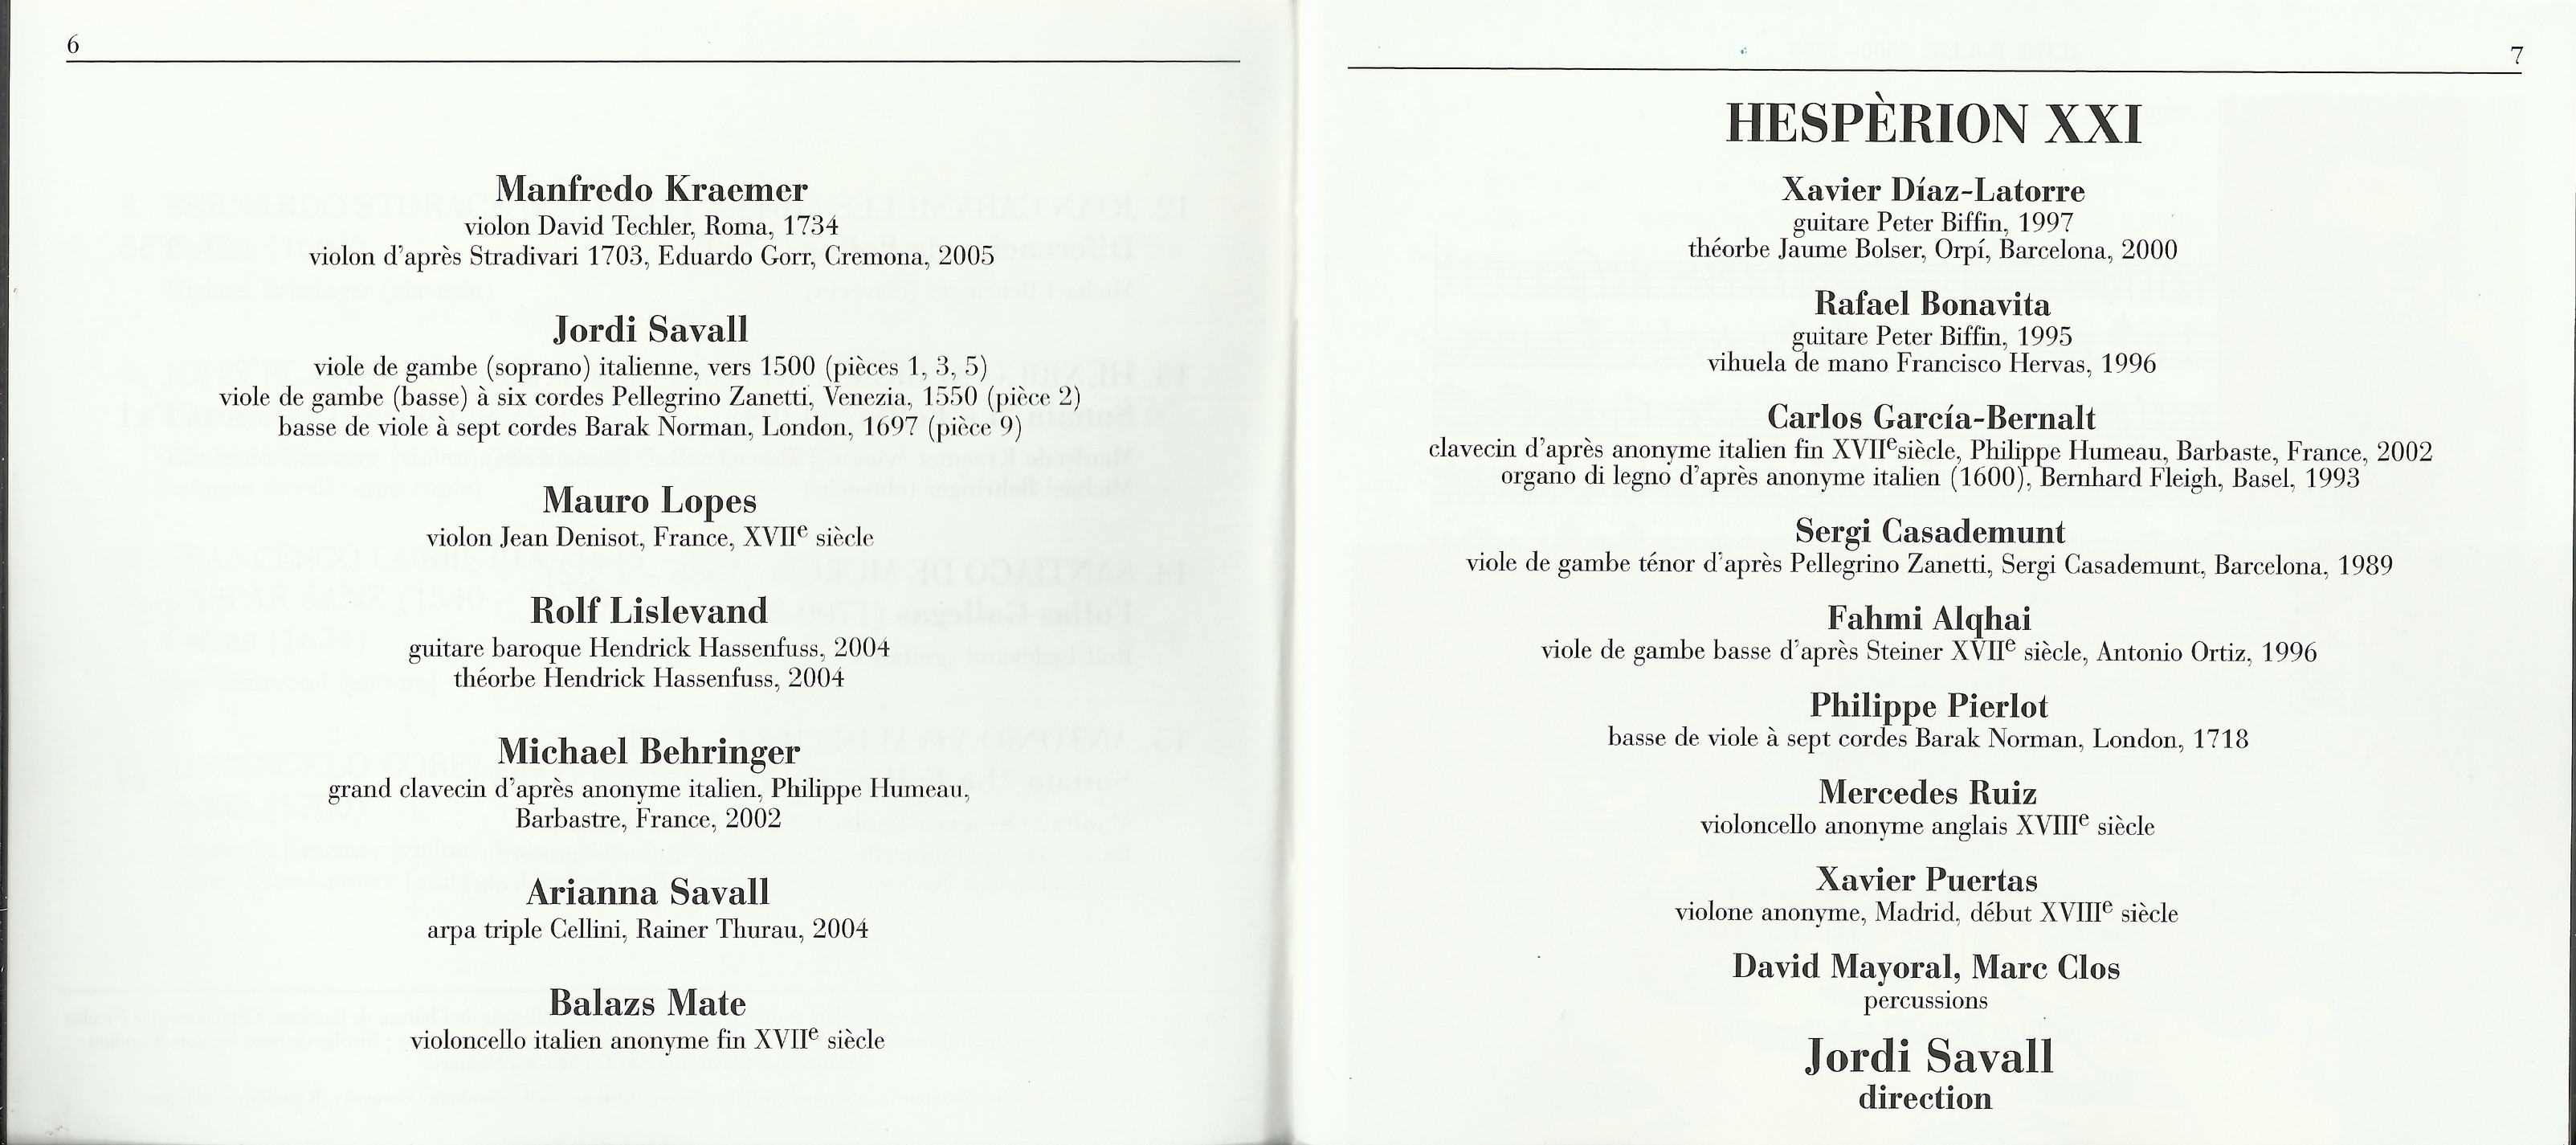 6
Manfredo Kraemer
violon David Techler, Roma, 1734
violon d'après Stradivari 1703, Eduardo Gorr, Cremona, 2005
Jordi Savall
viole de gambe (soprano) italienne, vers 1500 (pièces 1, 3, 5)
viole de gambe (basse) à six cordes Pellegrino Zanetti, Venezia, 1550 (pièce 2)
basse de viole à sept cordes Barak Norman, London, 1697 (pièce 9)
Mauro Lopes
violon Jean Denisot, France, XVIIe siècle
Rolf Lislevand
guitare baroque Hendrick Hassenfuss, 2004
théorbe Hendrick Hassenfuss, 2004
Michael Behringer
grand clavecin d'après anonyme italien, Philippe Humeau,
Barbastre, France, 2002
Arianna Savall
arpa triple Cellini, Rainer Thurau, 2004
Balazs Mate
violoncello italien anonyme fin XVIIe siècle
7
HESPÈRION XXI
Xavier Díaz-Latorre
guitare Peter Biffin, 1997
théorbe Jaume Bolser, Orpí, Barcelona, 2000
Rafael Bonavita
guitare Peter Biffin, 1995
vihuela de mano Francisco Hervas, 1996
Carlos García-Bernalt
clavecin d'après anonyme italien fin XVIIesiècle, Philippe Humeau, Barbaste, France, 2002
organo di legno d'après anonyme italien (1600), Bernhard Fleigh, Basel, 1993
Sergi Casademunt
viole de gambe ténor d'après Pellegrino Zanetti, Sergi Casademunt, Barcelona, 1989
Fahmi Alqhai
viole de gambe basse d'après Steiner XVIIe siècle, Antonio Ortiz, 1996
Philippe Pierlot
basse de viole à sept cordes Barak Norman, London, 1718
Mercedes Ruiz
violoncello anonyme anglais XVIIIe siècle
Xavier Puertas
violone anonyme, Madrid, début XVIIIe siècle
David Mayoral, Marc Clos
percussions
Jordi Savall
direction